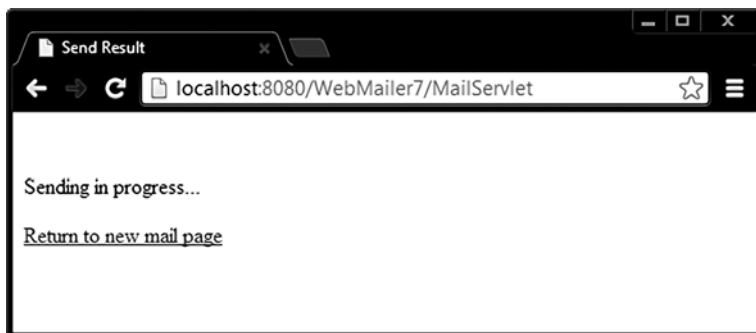 Send Result
localhost:8080/WebMailer7/MailServlet
Sending in progress...
Return to new mail page